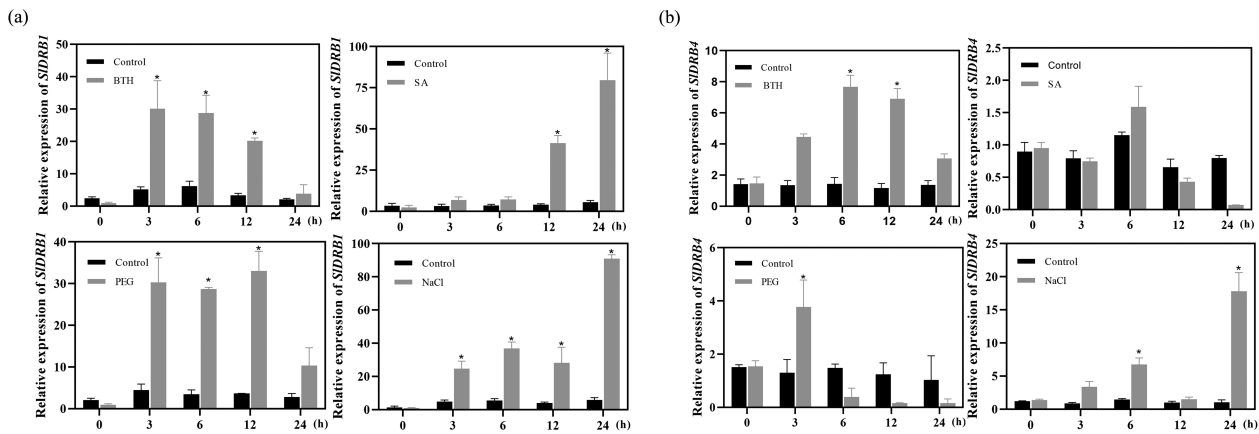 (a)
Relative expression of SlDRB1
50
40
30
20
10
0
Control
BTH
* * *
0 3 6 12 24 (h)
Relative expression of SlDRB1
100
75
50
25
0
Control
SA
* *
0 3 6 12 24 (h)
Relative expression of SlDRB1
40
30
20
10
0
Control
PEG
* * *
0 3 6 12 24 (h)
Relative expression of SlDRB1
100
80
60
40
20
0
Control
NaCl
* * * *
0 3 6 12 24 (h)
(b)
Relative expression of SlDRB4
10
8
6
4
2
0
Control
BTH
* *
0 3 6 12 24 (h)
Relative expression of SlDRB4
2.5
2.0
1.5
1.0
0.5
0.0
Control
SA
0 3 6 12 24 (h)
Relative expression of SlDRB4
6
4
2
0
Control
PEG
*
0 3 6 12 24 (h)
Relative expression of SlDRB4
25
20
15
10
5
0
Control
NaCl
* *
0 3 6 12 24 (h)